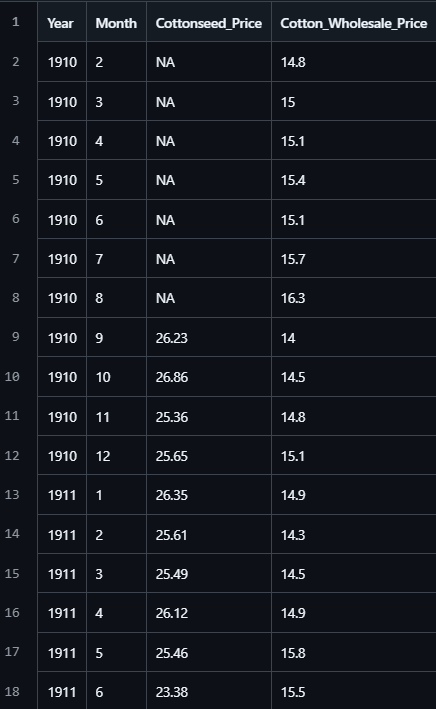 1 Year Month Cottonseed_Price Cotton_Wholesale_Price
2 1910 2 NA 14.8
3 1910 3 NA 15
4 1910 4 NA 15.1
5 1910 5 NA 15.4
6 1910 6 NA 15.1
7 1910 7 NA 15.7
8 1910 8 NA 16.3
9 1910 9 26.23 14
10 1910 10 26.86 14.5
11 1910 11 25.36 14.8
12 1910 12 25.65 15.1
13 1911 1 26.35 14.9
14 1911 2 25.61 14.3
15 1911 3 25.49 14.5
16 1911 4 26.12 14.9
17 1911 5 25.46 15.8
18 1911 6 23.38 15.5